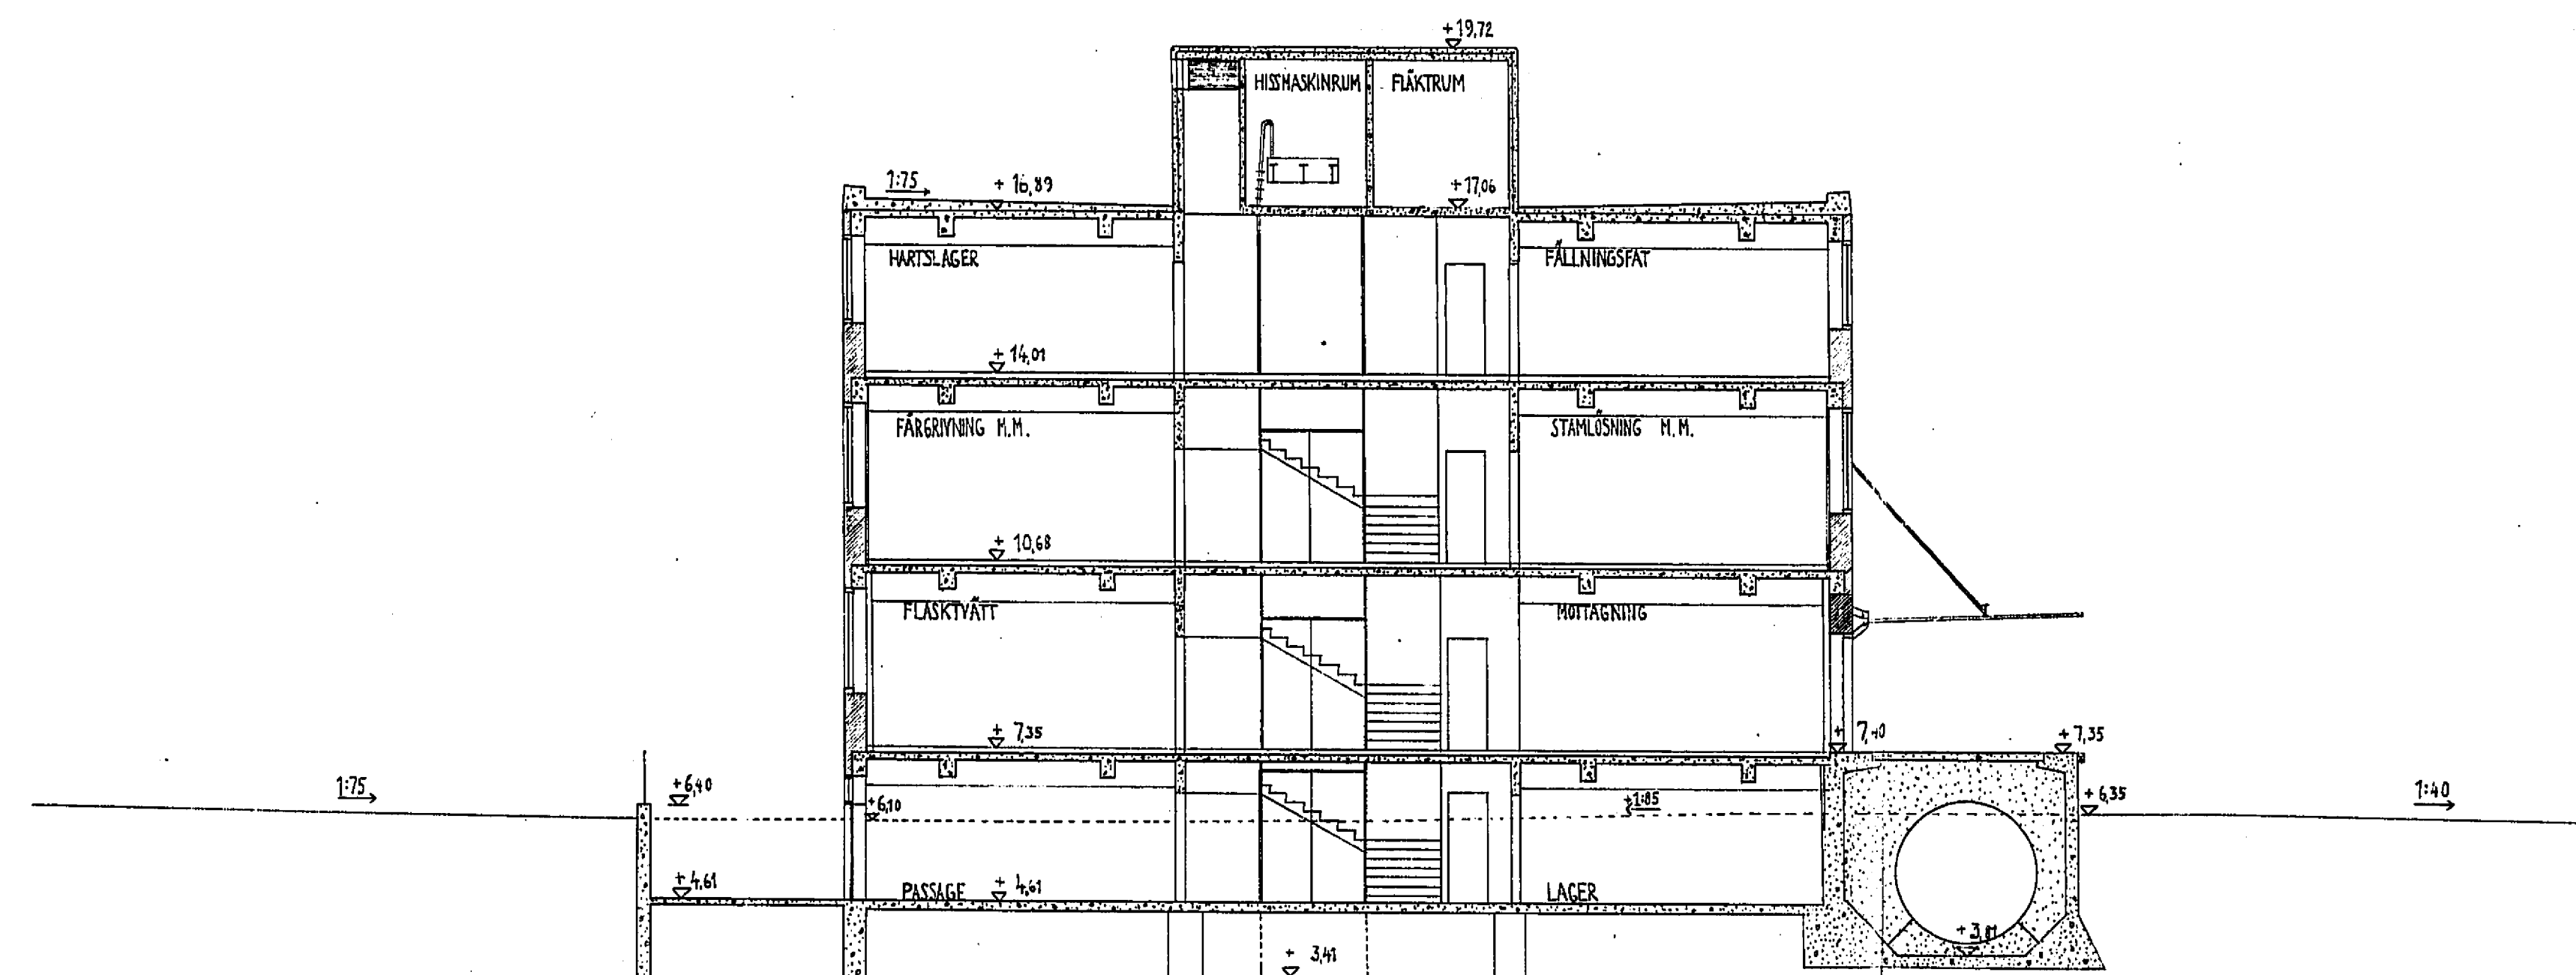 +19,72
HISSMASKINRUM FLÄKTRUM
1:75 + 16,89 +17,06
HARTSLAGER FÄLLNINGSFAT
+ 14,01
FÄRGRIVNING M.M. STAMLÖSNING M.M.
+ 10,68
FLASKTVÄTT MOTTAGNING
+ 7,35 + 7,40 +7,35
1:75 +6,40 +6,10 1:85 + 6,35 1:40
+4,61 PASSAGE + 4,61 LAGER
+ 3,41